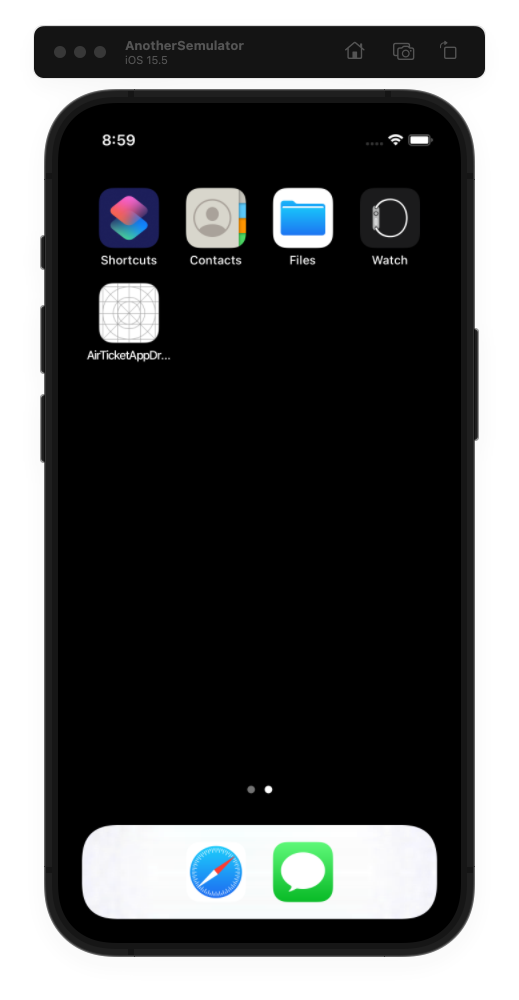 AnotherSemulator
iOS 15.5
8:59
Shortcuts
Contacts
Files
Watch
AirTicketAppDr...